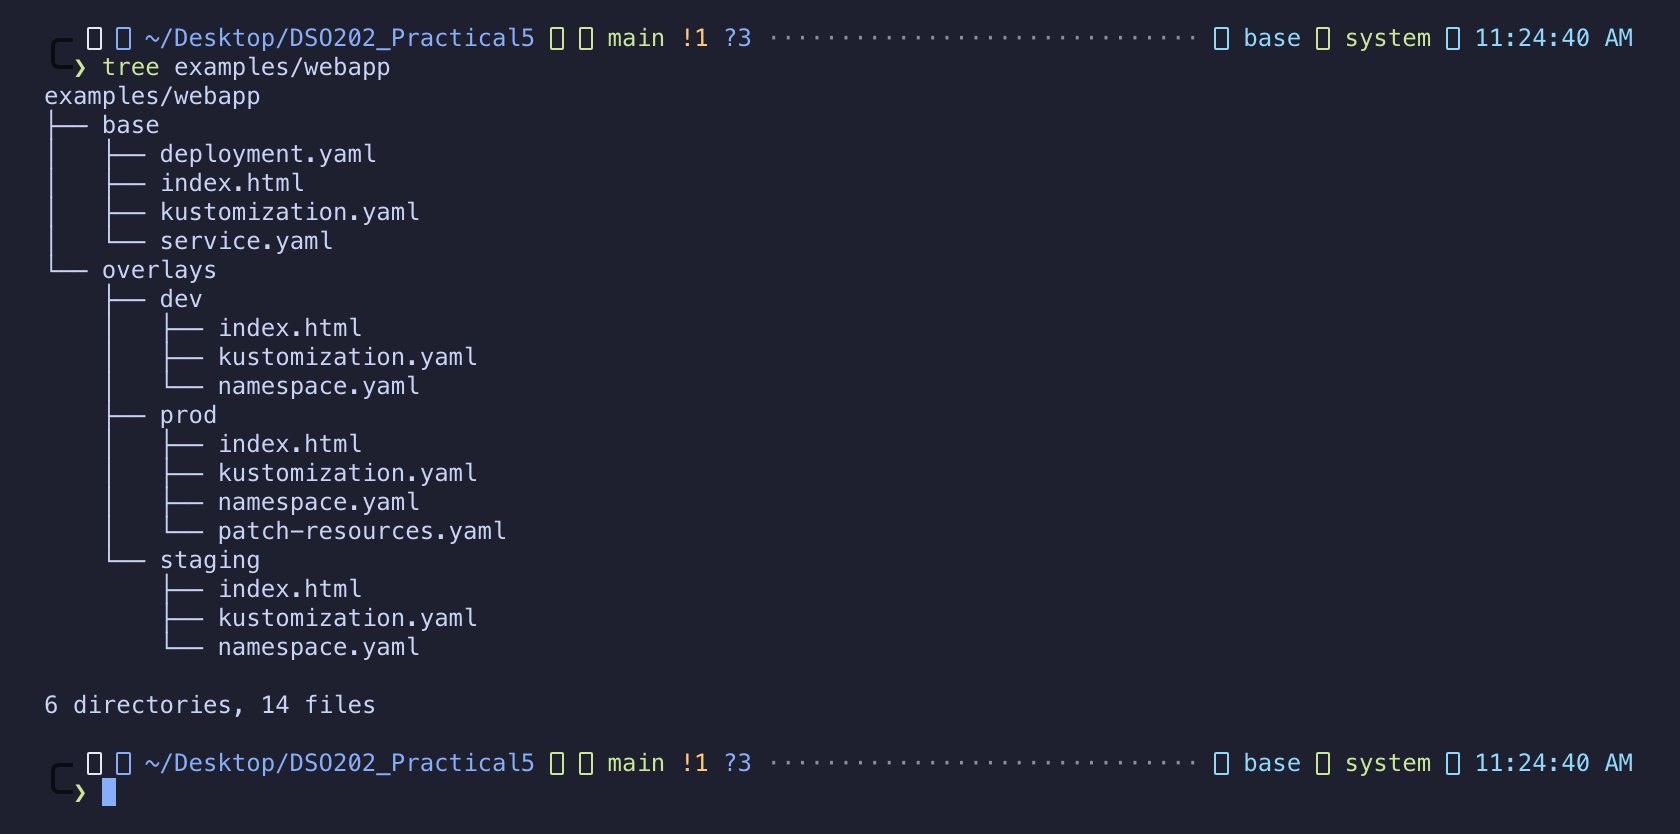 ~/Desktop/DSO202_Practical5 main !1 ?3 ······························ base system 11:24:40 AM
❯ tree examples/webapp
examples/webapp
├── base
│   ├── deployment.yaml
│   ├── index.html
│   ├── kustomization.yaml
│   └── service.yaml
└── overlays
    ├── dev
    │   ├── index.html
    │   ├── kustomization.yaml
    │   └── namespace.yaml
    ├── prod
    │   ├── index.html
    │   ├── kustomization.yaml
    │   ├── namespace.yaml
    │   └── patch-resources.yaml
    └── staging
        ├── index.html
        ├── kustomization.yaml
        └── namespace.yaml
6 directories, 14 files
~/Desktop/DSO202_Practical5 main !1 ?3 ······························ base system 11:24:40 AM
❯